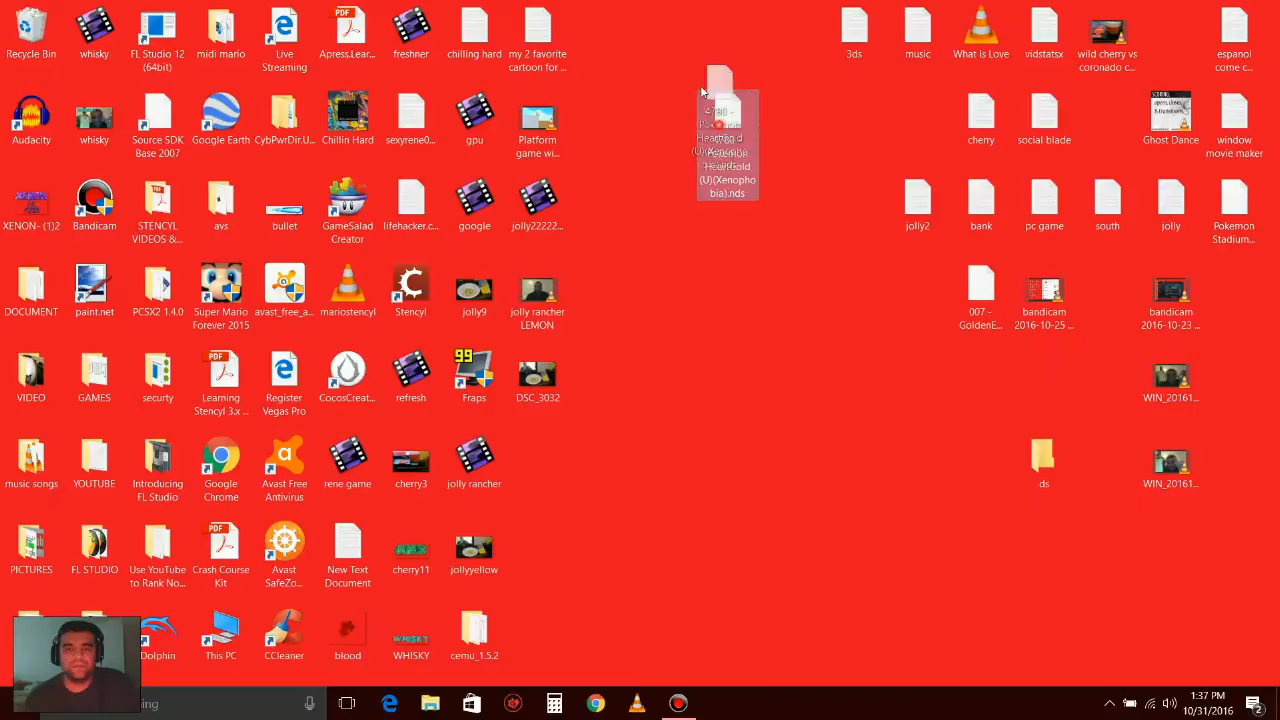 Recycle Bin
whisky
FL Studio 12
(64bit)
midi mario
Live
Streaming
Apress.Lear...
freshner
chilling hard
my 2 favorite
cartoon for ...
3ds
music
What Is Love
vidstatsx
wild cherry vs
coronado c...
espanol
come c...
Audacity
whisky
Source SDK
Base 2007
Google Earth
CybPwrDir.U...
Chillin Hard
sexyrene0...
gpu
Platform
game wi...
Pokemon
HeartGold
(U)(Xenopho
bia).nds
cherry
social blade
Ghost Dance
window
movie maker
XENON- (1)2
Bandicam
STENCYL
VIDEOS &...
avs
bullet
GameSalad
Creator
lifehacker.c...
google
jolly22222...
jolly2
bank
pc game
south
jolly
Pokemon
Stadium...
DOCUMENT
paint.net
PCSX2 1.4.0
Super Mario
Forever 2015
avast_free_a...
mariostencyl
Stencyl
jolly9
jolly rancher
LEMON
007 -
GoldenE...
bandicam
2016-10-25 ...
bandicam
2016-10-23 ...
VIDEO
GAMES
securty
Learning
Stencyl 3.x ...
Register
Vegas Pro
CocosCreat...
refresh
99
Fraps
DSC_3032
WIN_20161...
music songs
YOUTUBE
Introducing
FL Studio
Google
Chrome
Avast Free
Antivirus
rene game
cherry3
jolly rancher
ds
WIN_20161...
PICTURES
FL STUDIO
Use YouTube
to Rank No...
Crash Course
Kit
Avast
SafeZo...
New Text
Document
cherry11
jollyyellow
Dolphin
This PC
CCleaner
blood
WHISKY
WHISKY
cemu_1.5.2
hing
1:37 PM
10/31/2016
2